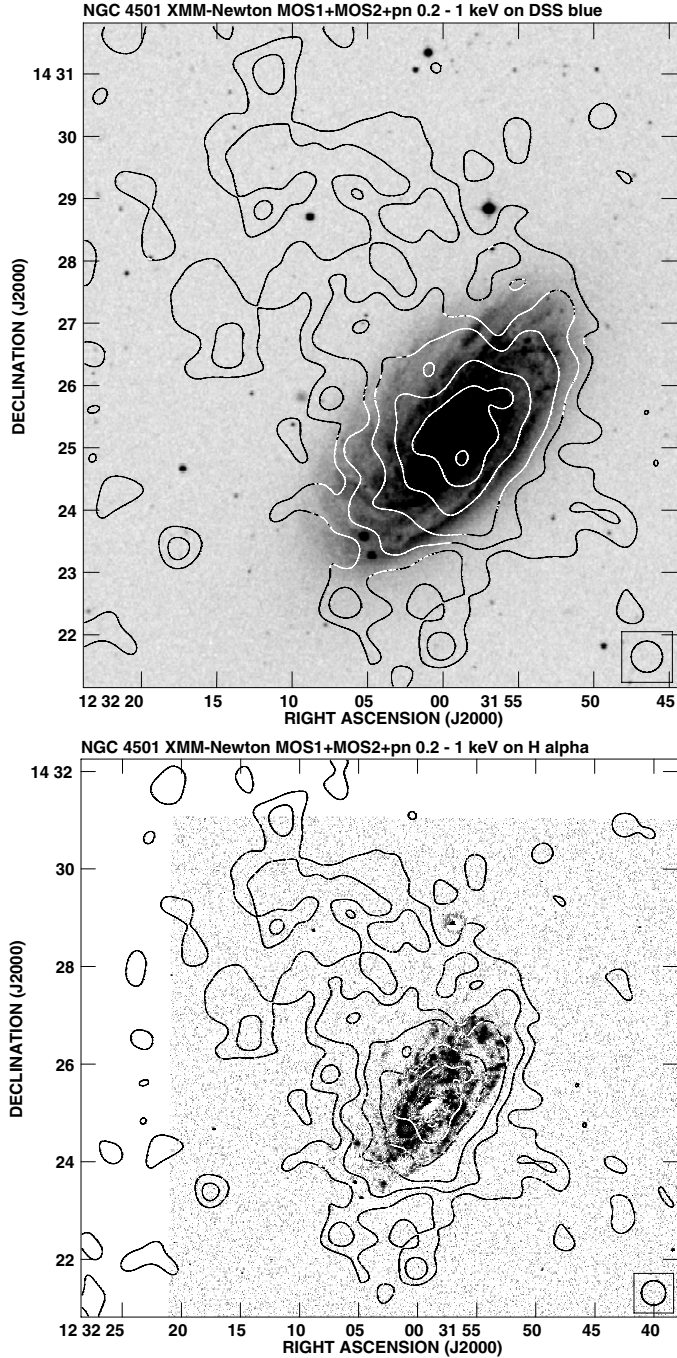 NGC 4501 XMM-Newton MOS1+MOS2+pn 0.2 - 1 keV on DSS blue
14 31
30
29
28
27
26
25
24
23
22
DECLINATION (J2000)
12 32 20 15 10 05 00 31 55 50 45
RIGHT ASCENSION (J2000)
NGC 4501 XMM-Newton MOS1+MOS2+pn 0.2 - 1 keV on H alpha
14 32
30
28
26
24
22
DECLINATION (J2000)
12 32 25 20 15 10 05 00 31 55 50 45 40
RIGHT ASCENSION (J2000)